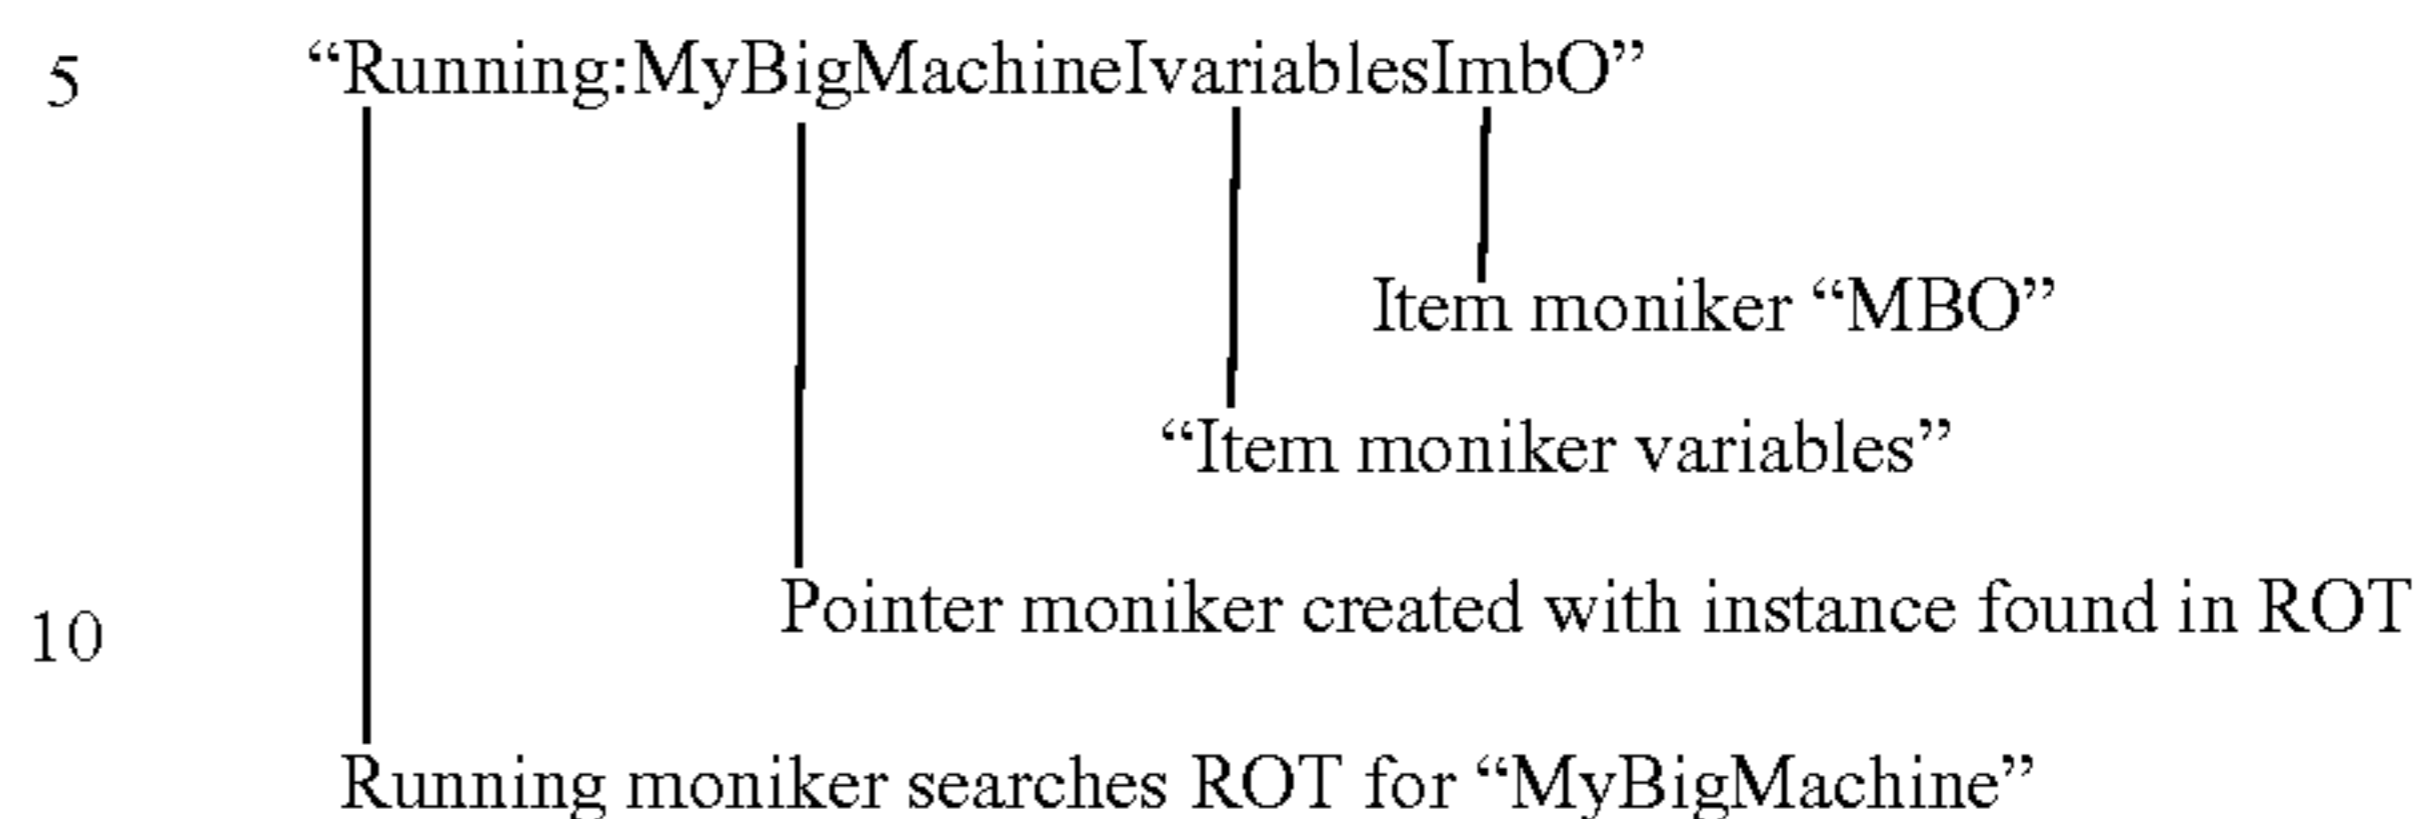 5 “Running:MyBigMachineIvariablesImbO”
Item moniker “MBO”
“Item moniker variables”
10 Pointer moniker created with instance found in ROT
Running moniker searches ROT for “MyBigMachine”